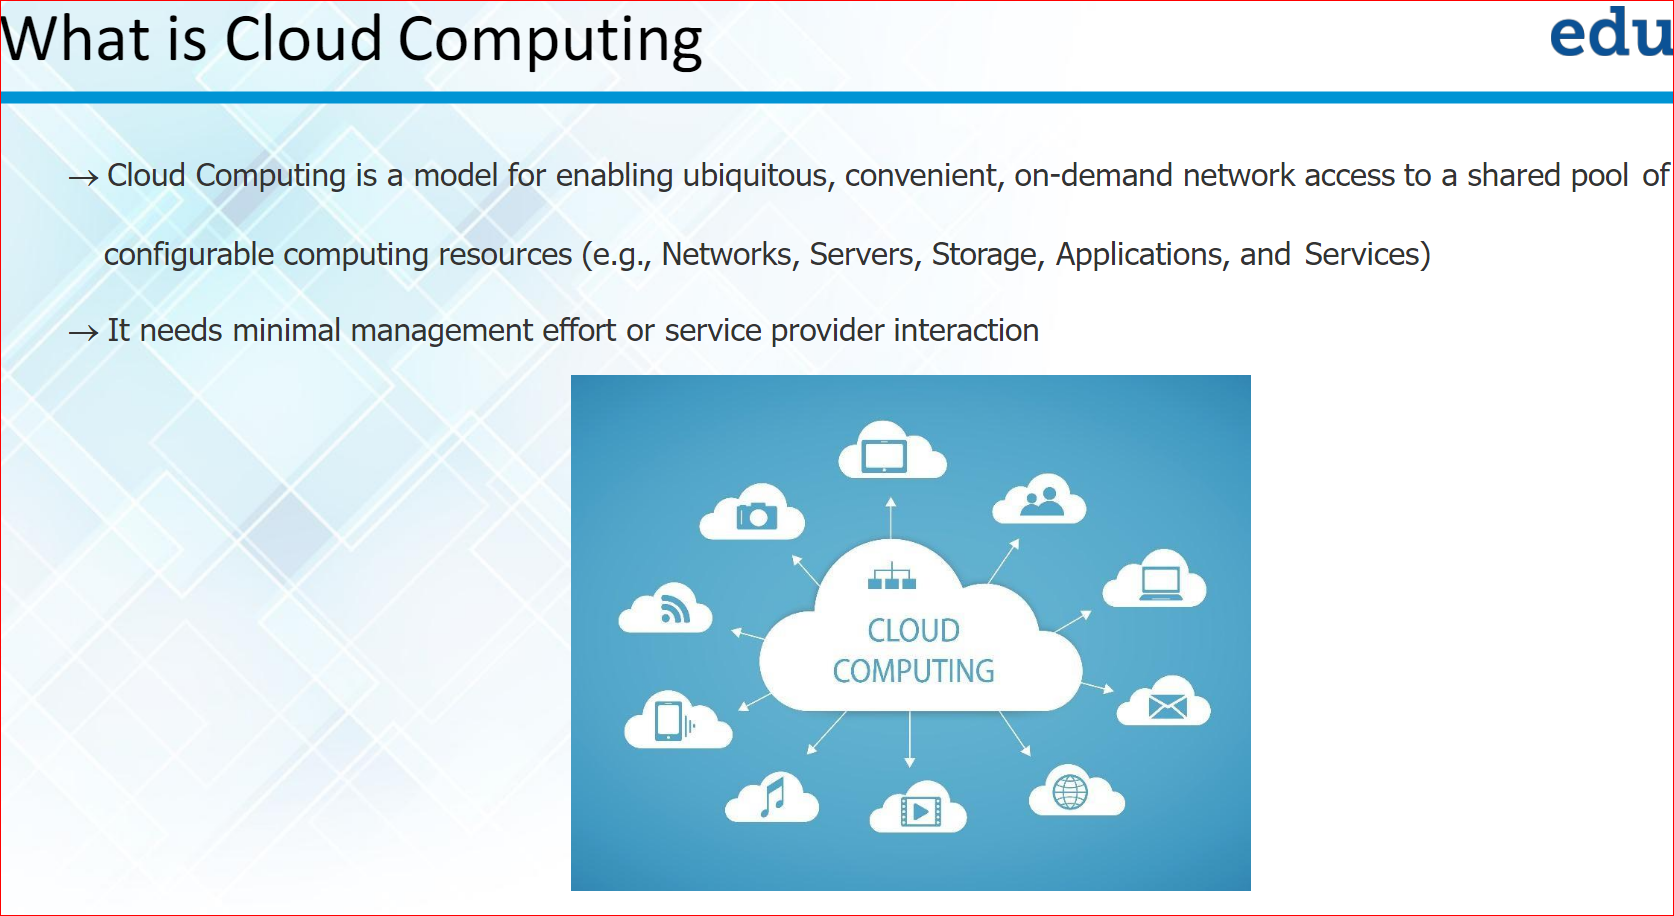 What is Cloud Computing
edu
→ Cloud Computing is a model for enabling ubiquitous, convenient, on-demand network access to a shared pool of
configurable computing resources (e.g., Networks, Servers, Storage, Applications, and Services)
→ It needs minimal management effort or service provider interaction
CLOUD
COMPUTING